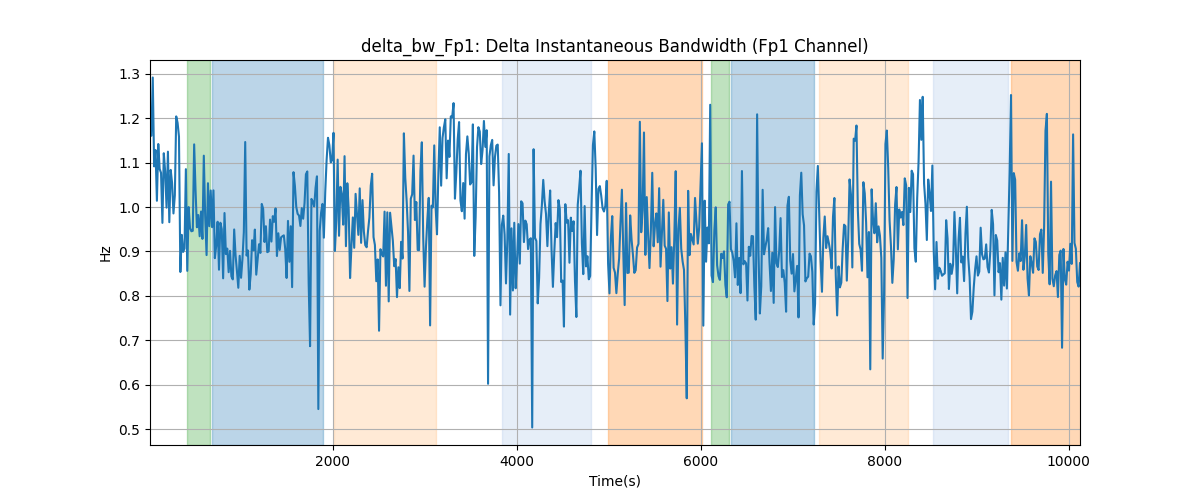 delta_bw_Fp1: Delta Instantaneous Bandwidth (Fp1 Channel)
1.3
1.2
1.1
1.0
0.9
0.8
0.7
0.6
0.5
Hz
2000 4000 6000 8000 10000
Time(s)